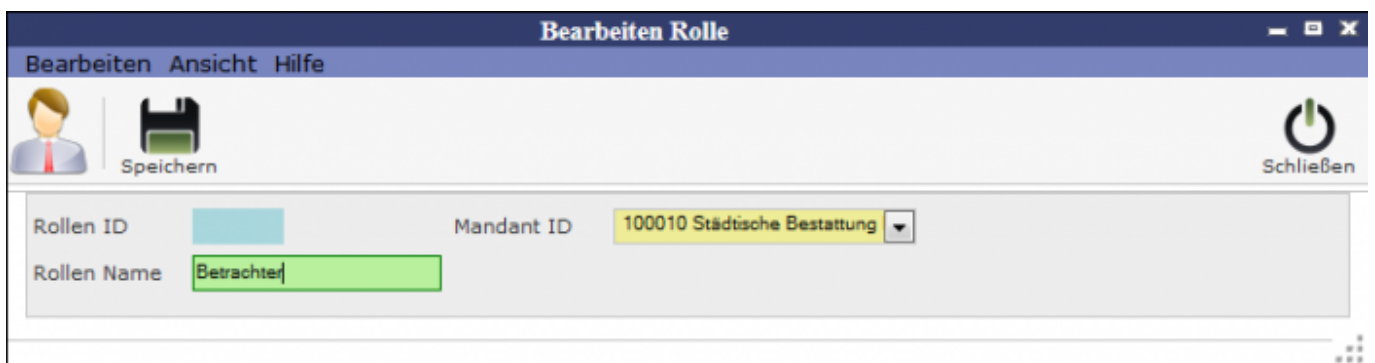 Bearbeiten Rolle
Bearbeiten Ansicht Hilfe
Speichern
Schließen
Rollen ID
Mandant ID
100010 Städtische Bestattung
Rollen Name
Betrachter